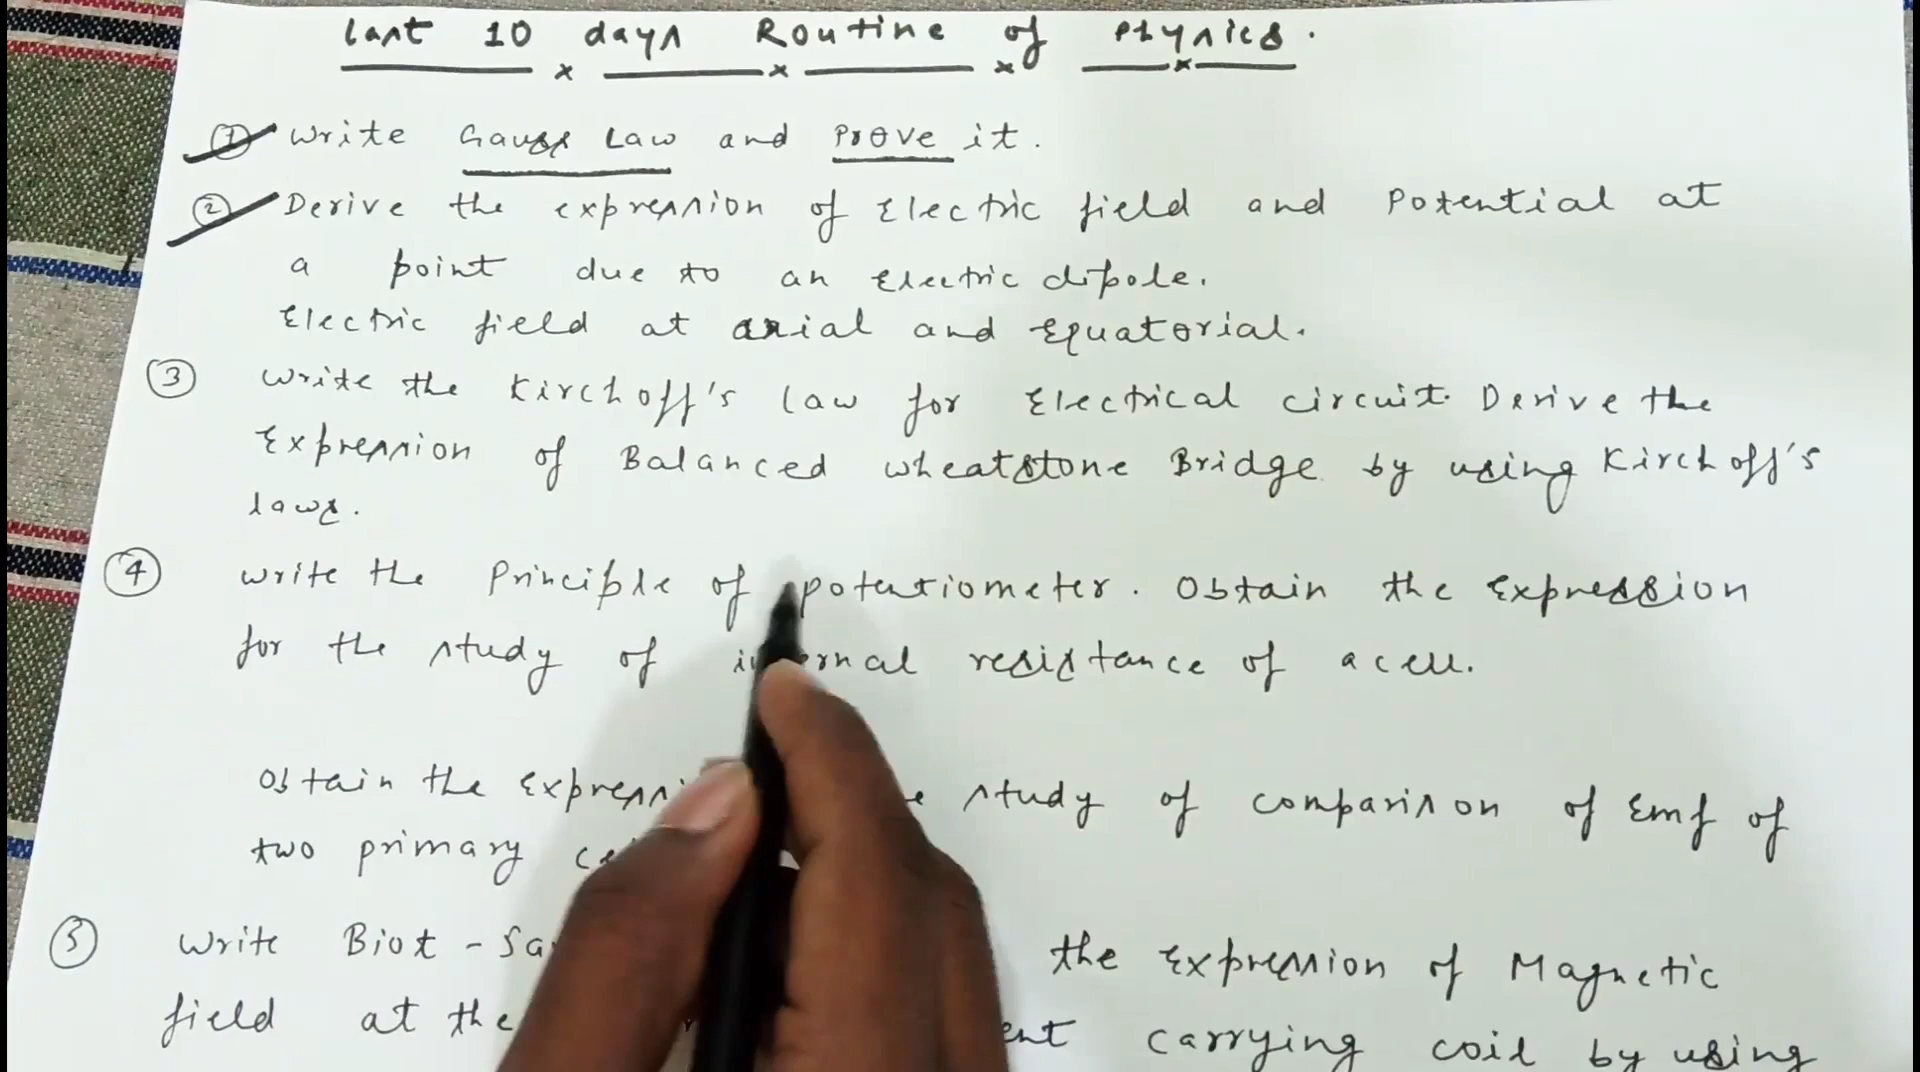 Last 10 days Routine of Physics.
① Write Gauss Law and Prove it.
② Derive the expression of Electric field and Potential at
a point due to an Electric dipole.
Electric field at axial and Equatorial.
③ Write the Kirchoff's law for Electrical circuit. Derive the
Expression of Balanced wheatstone Bridge by using Kirchoff's
laws.
④ Write the Principle of potentiometer. Obtain the Expression
for the study of internal resistance of a cell.
Obtain the study of comparison of Emf of
two primary
⑤ Write Biot - the Expression of Magnetic
field at the carrying coil by using